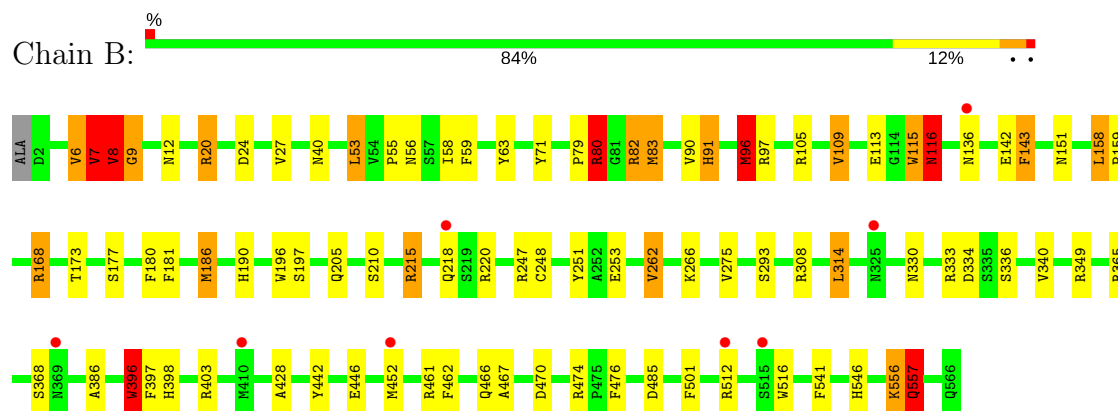 %
Chain B:
84% 12% • •
ALA D2 V6 V7 V8 G9 N12 R20 D24 V27 N40 L53 V54 P55 N56 S57 I58 F59 Y63 Y71 P79 R80 G81 R82 M83 V90 H91 M96 R97 R105 V109 E113 G114 W115 N116 N136 E142 F143 N151 L158
R168 T173 S177 F180 F181 M186 H190 W196 S197 Q205 S210 R215 Q218 S219 R220 R247 C248 Y251 A252 E253 V262 K266 V275 S293 R308 L314 N325 N330 R333 D334 S335 S336 V340 R349
S368 N369 A386 W396 F397 H398 R403 M410 A428 Y442 E446 M452 R461 F462 Q466 A467 D470 R474 P475 F476 D485 F501 R512 S515 W516 F541 H546 K556 Q557 Q566